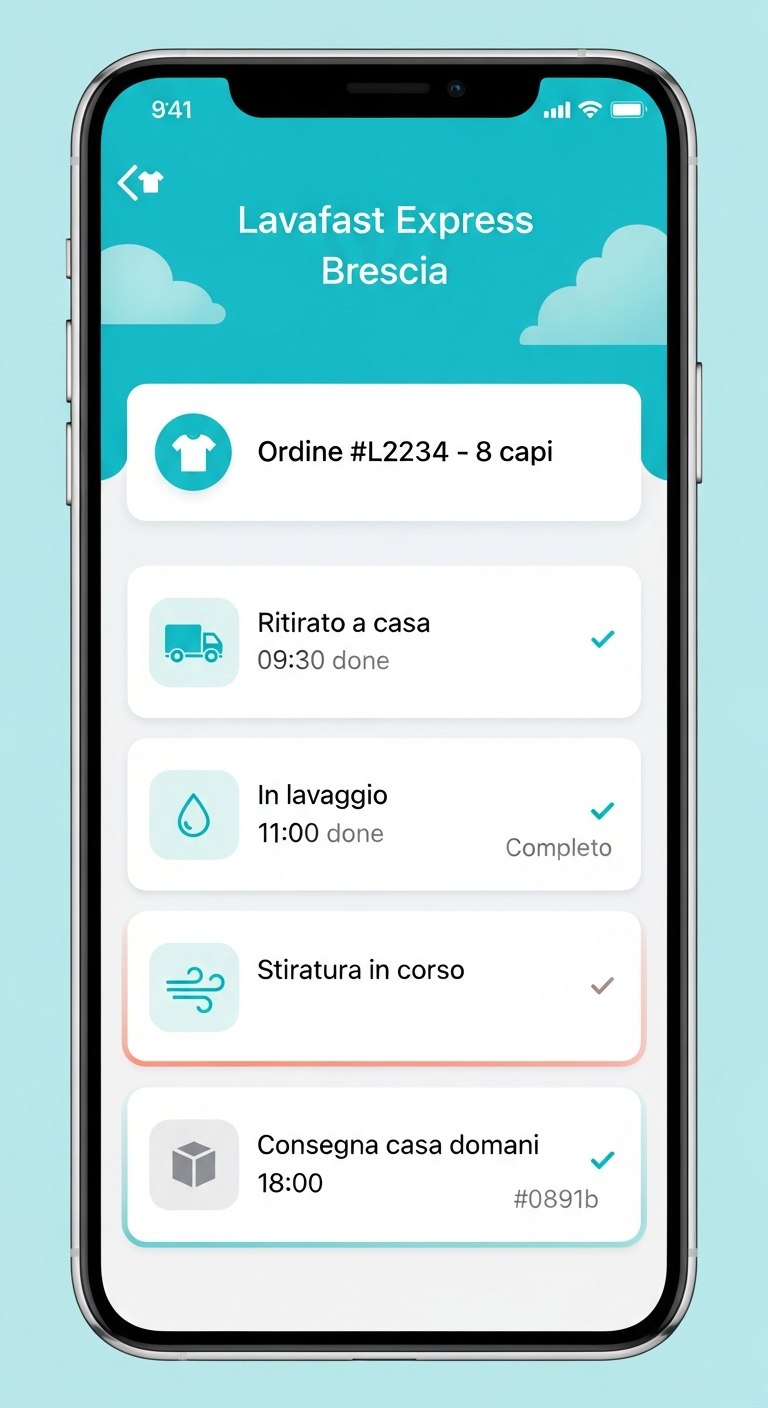 9:41
Lavafast Express
Brescia
Ordine #L2234 - 8 capi
Ritirato a casa
09:30 done
In lavaggio
11:00 done
Completo
Stiratura in corso
Consegna casa domani
18:00
#0891b